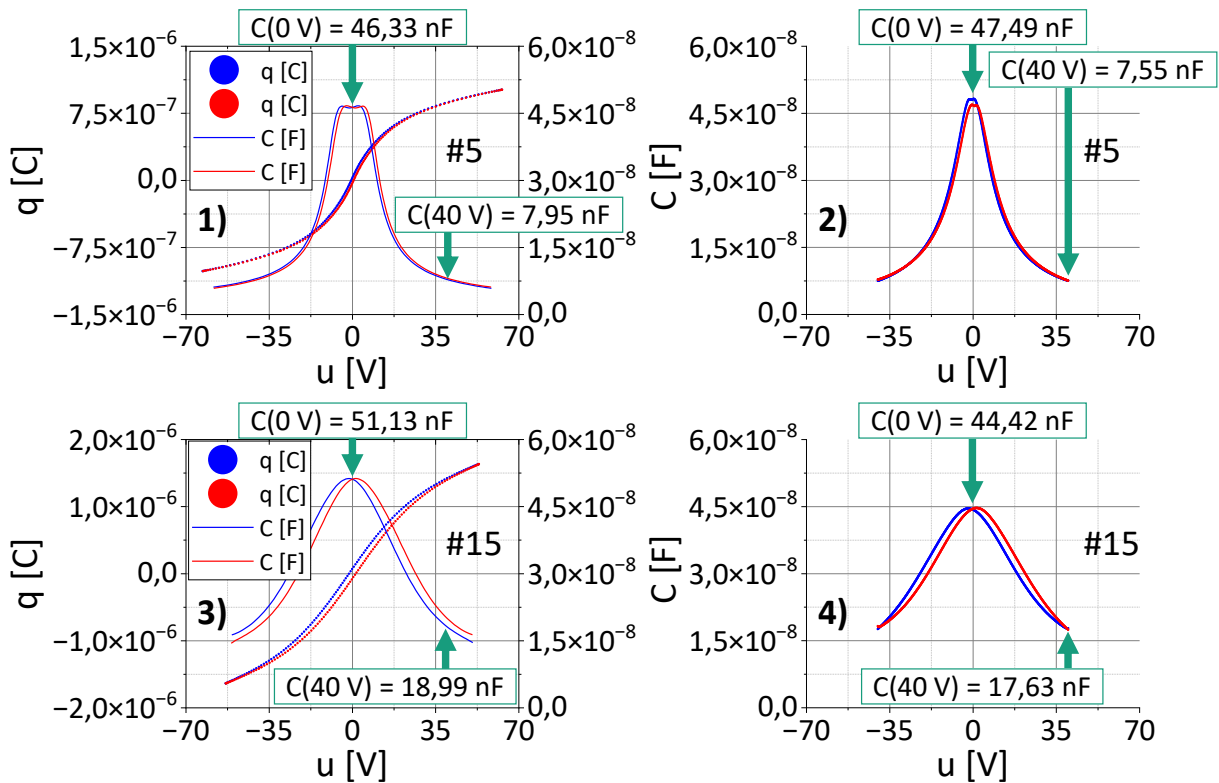 C(0 V) = 46,33 nF
1,5×10⁻⁶
7,5×10⁻⁷
0,0
−7,5×10⁻⁷
−1,5×10⁻⁶
q [C]
q [C]
q [C]
C [F]
C [F]
#5
1)
C(40 V) = 7,95 nF
6,0×10⁻⁸
4,5×10⁻⁸
3,0×10⁻⁸
1,5×10⁻⁸
0,0
−70 −35 0 35 70
u [V]
C(0 V) = 47,49 nF
C(40 V) = 7,55 nF
6,0×10⁻⁸
4,5×10⁻⁸
3,0×10⁻⁸
1,5×10⁻⁸
0,0
C [F]
#5
2)
−70 −35 0 35 70
u [V]
C(0 V) = 51,13 nF
2,0×10⁻⁶
1,0×10⁻⁶
0,0
−1,0×10⁻⁶
−2,0×10⁻⁶
q [C]
q [C]
q [C]
C [F]
C [F]
#15
3)
C(40 V) = 18,99 nF
6,0×10⁻⁸
4,5×10⁻⁸
3,0×10⁻⁸
1,5×10⁻⁸
0,0
−70 −35 0 35 70
u [V]
C(0 V) = 44,42 nF
6,0×10⁻⁸
4,5×10⁻⁸
3,0×10⁻⁸
1,5×10⁻⁸
0,0
C [F]
#15
4)
C(40 V) = 17,63 nF
−70 −35 0 35 70
u [V]